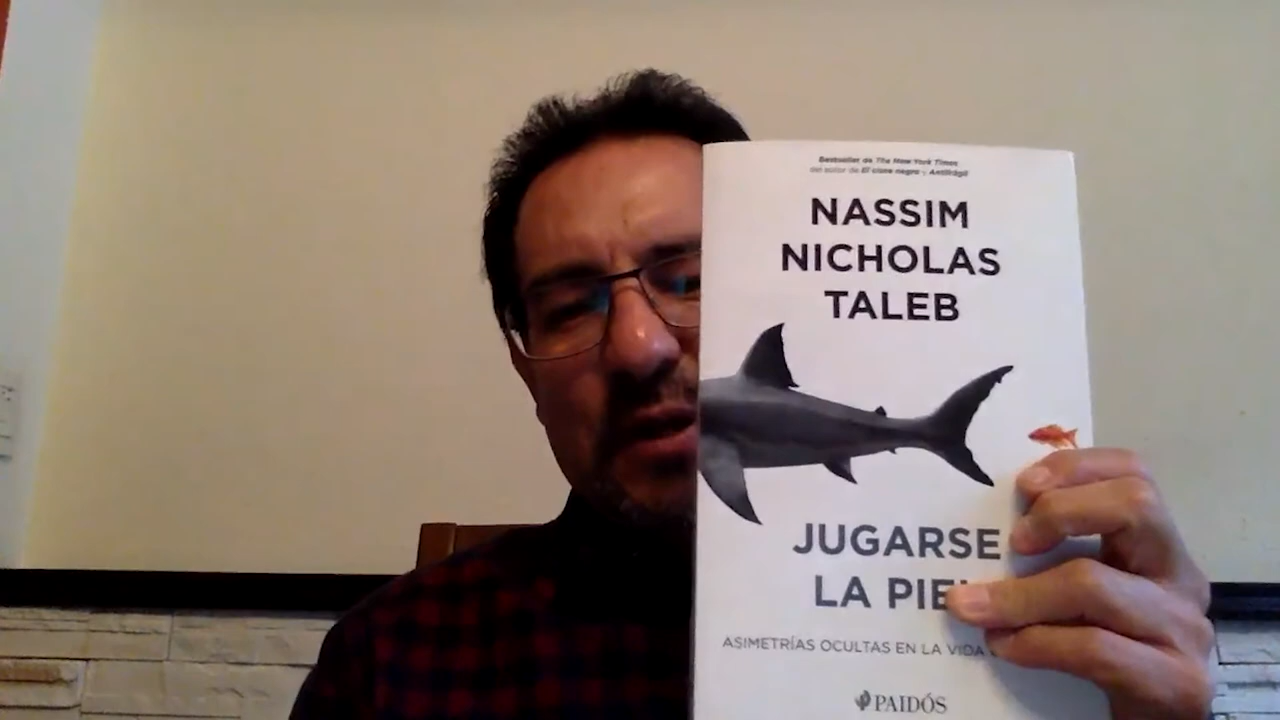 Bestseller de The New York Times
del autor de El cisne negro y Antifrágil
NASSIM
NICHOLAS
TALEB
JUGARSE
LA PIE
ASIMETRÍAS OCULTAS EN LA VIDA
PAIDÓS